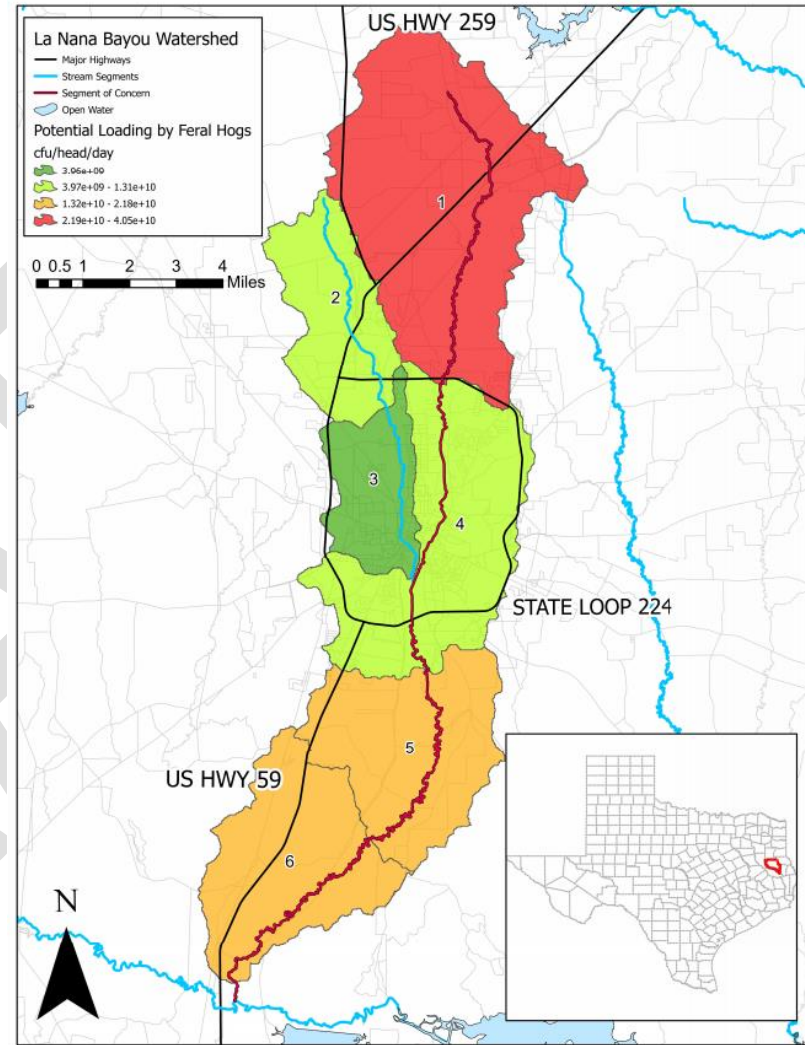 US HWY 259
La Nana Bayou Watershed
Major Highways
Stream Segments
Segment of Concern
Open Water
Potential Loading by Feral Hogs
cfu/head/day
3.96e+09
3.97e+09 - 1.31e+10
1.32e+10 - 2.18e+10
2.19e+10 - 4.05e+10
0 0.5 1 2 3 4
Miles
1
2
3
4
STATE LOOP 224
5
US HWY 59
6
N